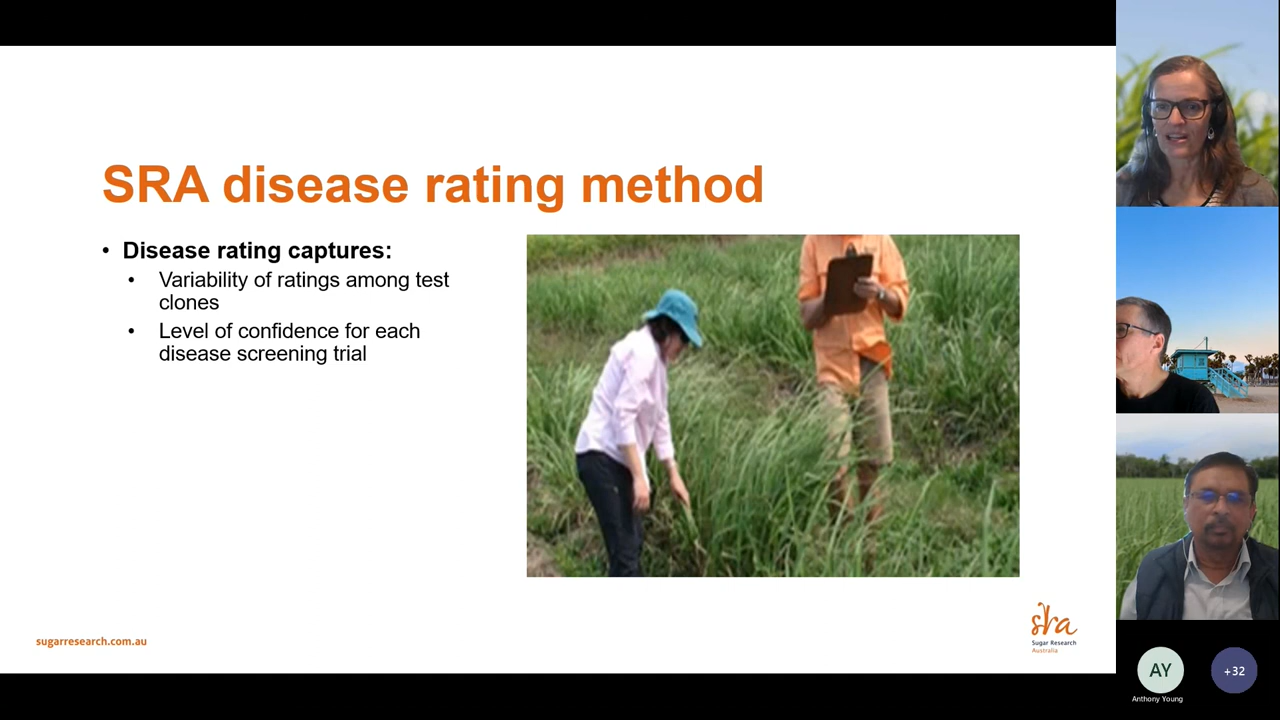 SRA disease rating method
• Disease rating captures:
• Variability of ratings among test
clones
• Level of confidence for each
disease screening trial
sugarresearch.com.au
sra
Sugar Research
Australia
AY
+32
Anthony Young